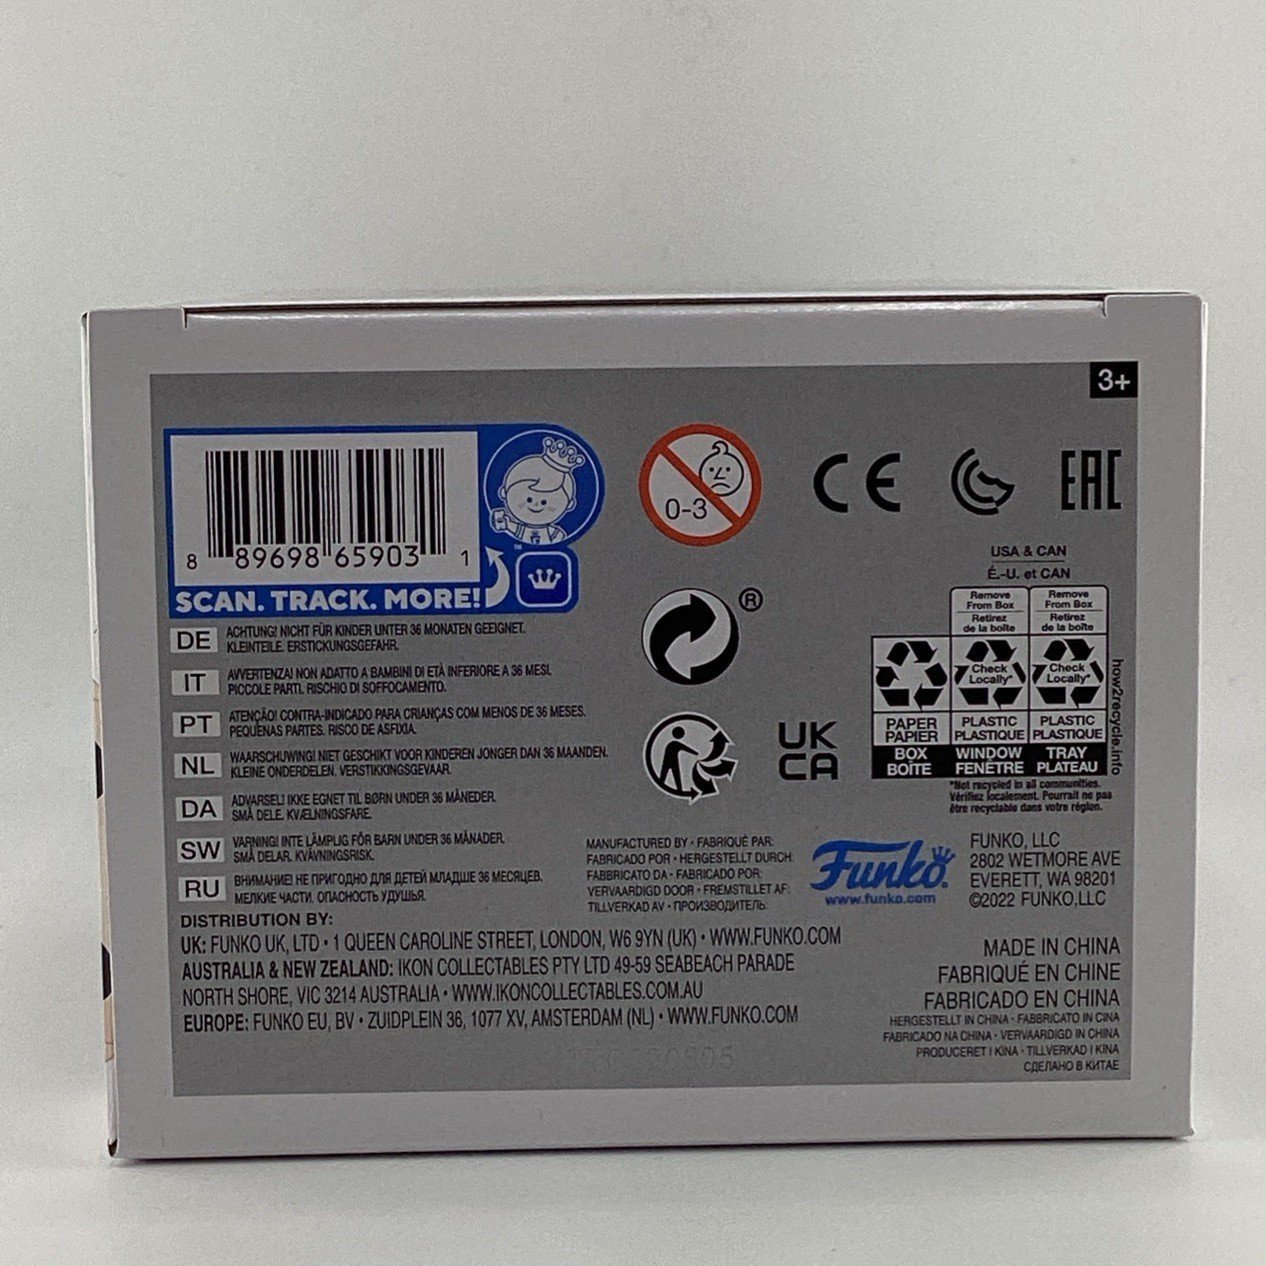 3+
8 89698 65903 1
SCAN. TRACK. MORE!
TM
0-3
CE
EAC
®
UK
CA
USA & CAN
É.-U. et CAN
Remove From Box
Retirez de la boîte
Remove From Box
Retirez de la boîte
Check Locally*
Check Locally*
PAPER PAPIER
PLASTIC PLASTIQUE
PLASTIC PLASTIQUE
BOX BOÎTE
WINDOW FENÊTRE
TRAY PLATEAU
how2recycle.info
*Not recycled in all communities.
Vérifiez localement. Pourrait ne pas
être recyclable dans votre région.
DE ACHTUNG! NICHT FÜR KINDER UNTER 36 MONATEN GEEIGNET.
KLEINTEILE. ERSTICKUNGSGEFAHR.
IT AVVERTENZA! NON ADATTO A BAMBINI DI ETÀ INFERIORE A 36 MESI.
PICCOLE PARTI. RISCHIO DI SOFFOCAMENTO.
PT ATENÇÃO! CONTRA-INDICADO PARA CRIANÇAS COM MENOS DE 36 MESES.
PEQUENAS PARTES. RISCO DE ASFIXIA.
NL WAARSCHUWING! NIET GESCHIKT VOOR KINDEREN JONGER DAN 36 MAANDEN.
KLEINE ONDERDELEN. VERSTIKKINGSGEVAAR.
DA ADVARSEL! IKKE EGNET TIL BØRN UNDER 36 MÅNEDER.
SMÅ DELE. KVÆLNINGSFARE.
SW VARNING! INTE LÄMPLIG FÖR BARN UNDER 36 MÅNADER.
SMÅ DELAR. KVÄVNINGSRISK.
RU ВНИМАНИЕ! НЕ ПРИГОДНО ДЛЯ ДЕТЕЙ МЛАДШЕ 36 МЕСЯЦЕВ.
МЕЛКИЕ ЧАСТИ. ОПАСНОСТЬ УДУШЬЯ.
MANUFACTURED BY • FABRIQUÉ PAR:
FABRICADO POR • HERGESTELLT DURCH:
FABBRICATO DA • FABRICADO POR:
VERVAARDIGD DOOR • FREMSTILLET AF:
TILLVERKAD AV • ПРОИЗВОДИТЕЛЬ:
Funko.
www.funko.com
FUNKO, LLC
2802 WETMORE AVE
EVERETT, WA 98201
©2022 FUNKO,LLC
DISTRIBUTION BY:
UK: FUNKO UK, LTD • 1 QUEEN CAROLINE STREET, LONDON, W6 9YN (UK) • WWW.FUNKO.COM
AUSTRALIA & NEW ZEALAND: IKON COLLECTABLES PTY LTD 49-59 SEABEACH PARADE
NORTH SHORE, VIC 3214 AUSTRALIA • WWW.IKONCOLLECTABLES.COM.AU
EUROPE: FUNKO EU, BV • ZUIDPLEIN 36, 1077 XV, AMSTERDAM (NL) • WWW.FUNKO.COM
MADE IN CHINA
FABRIQUÉ EN CHINE
FABRICADO EN CHINA
HERGESTELLT IN CHINA • FABBRICATO IN CINA
FABRICADO NA CHINA • VERVAARDIGD IN CHINA
PRODUCERET I KINA • TILLVERKAD I KINA
СДЕЛАНО В КИТАЕ